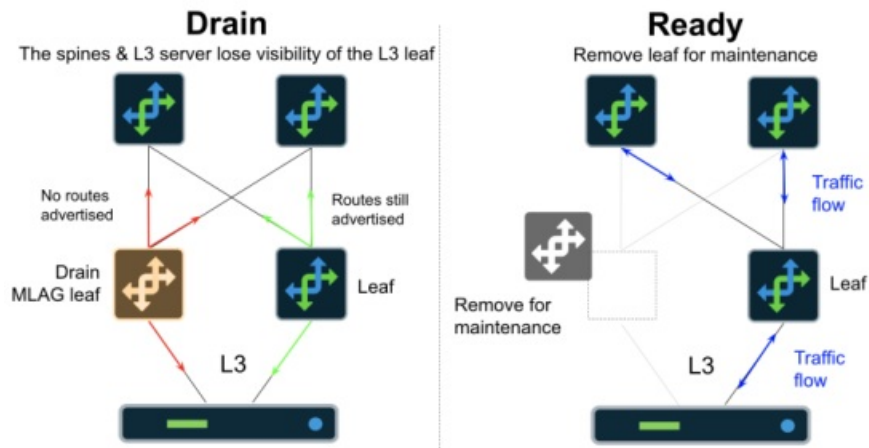 Drain
The spines & L3 server lose visibility of the L3 leaf
No routes
advertised
Routes still
advertised
Drain
MLAG leaf
Leaf
L3
Ready
Remove leaf for maintenance
Traffic
flow
Leaf
Remove for
maintenance
L3
Traffic
flow